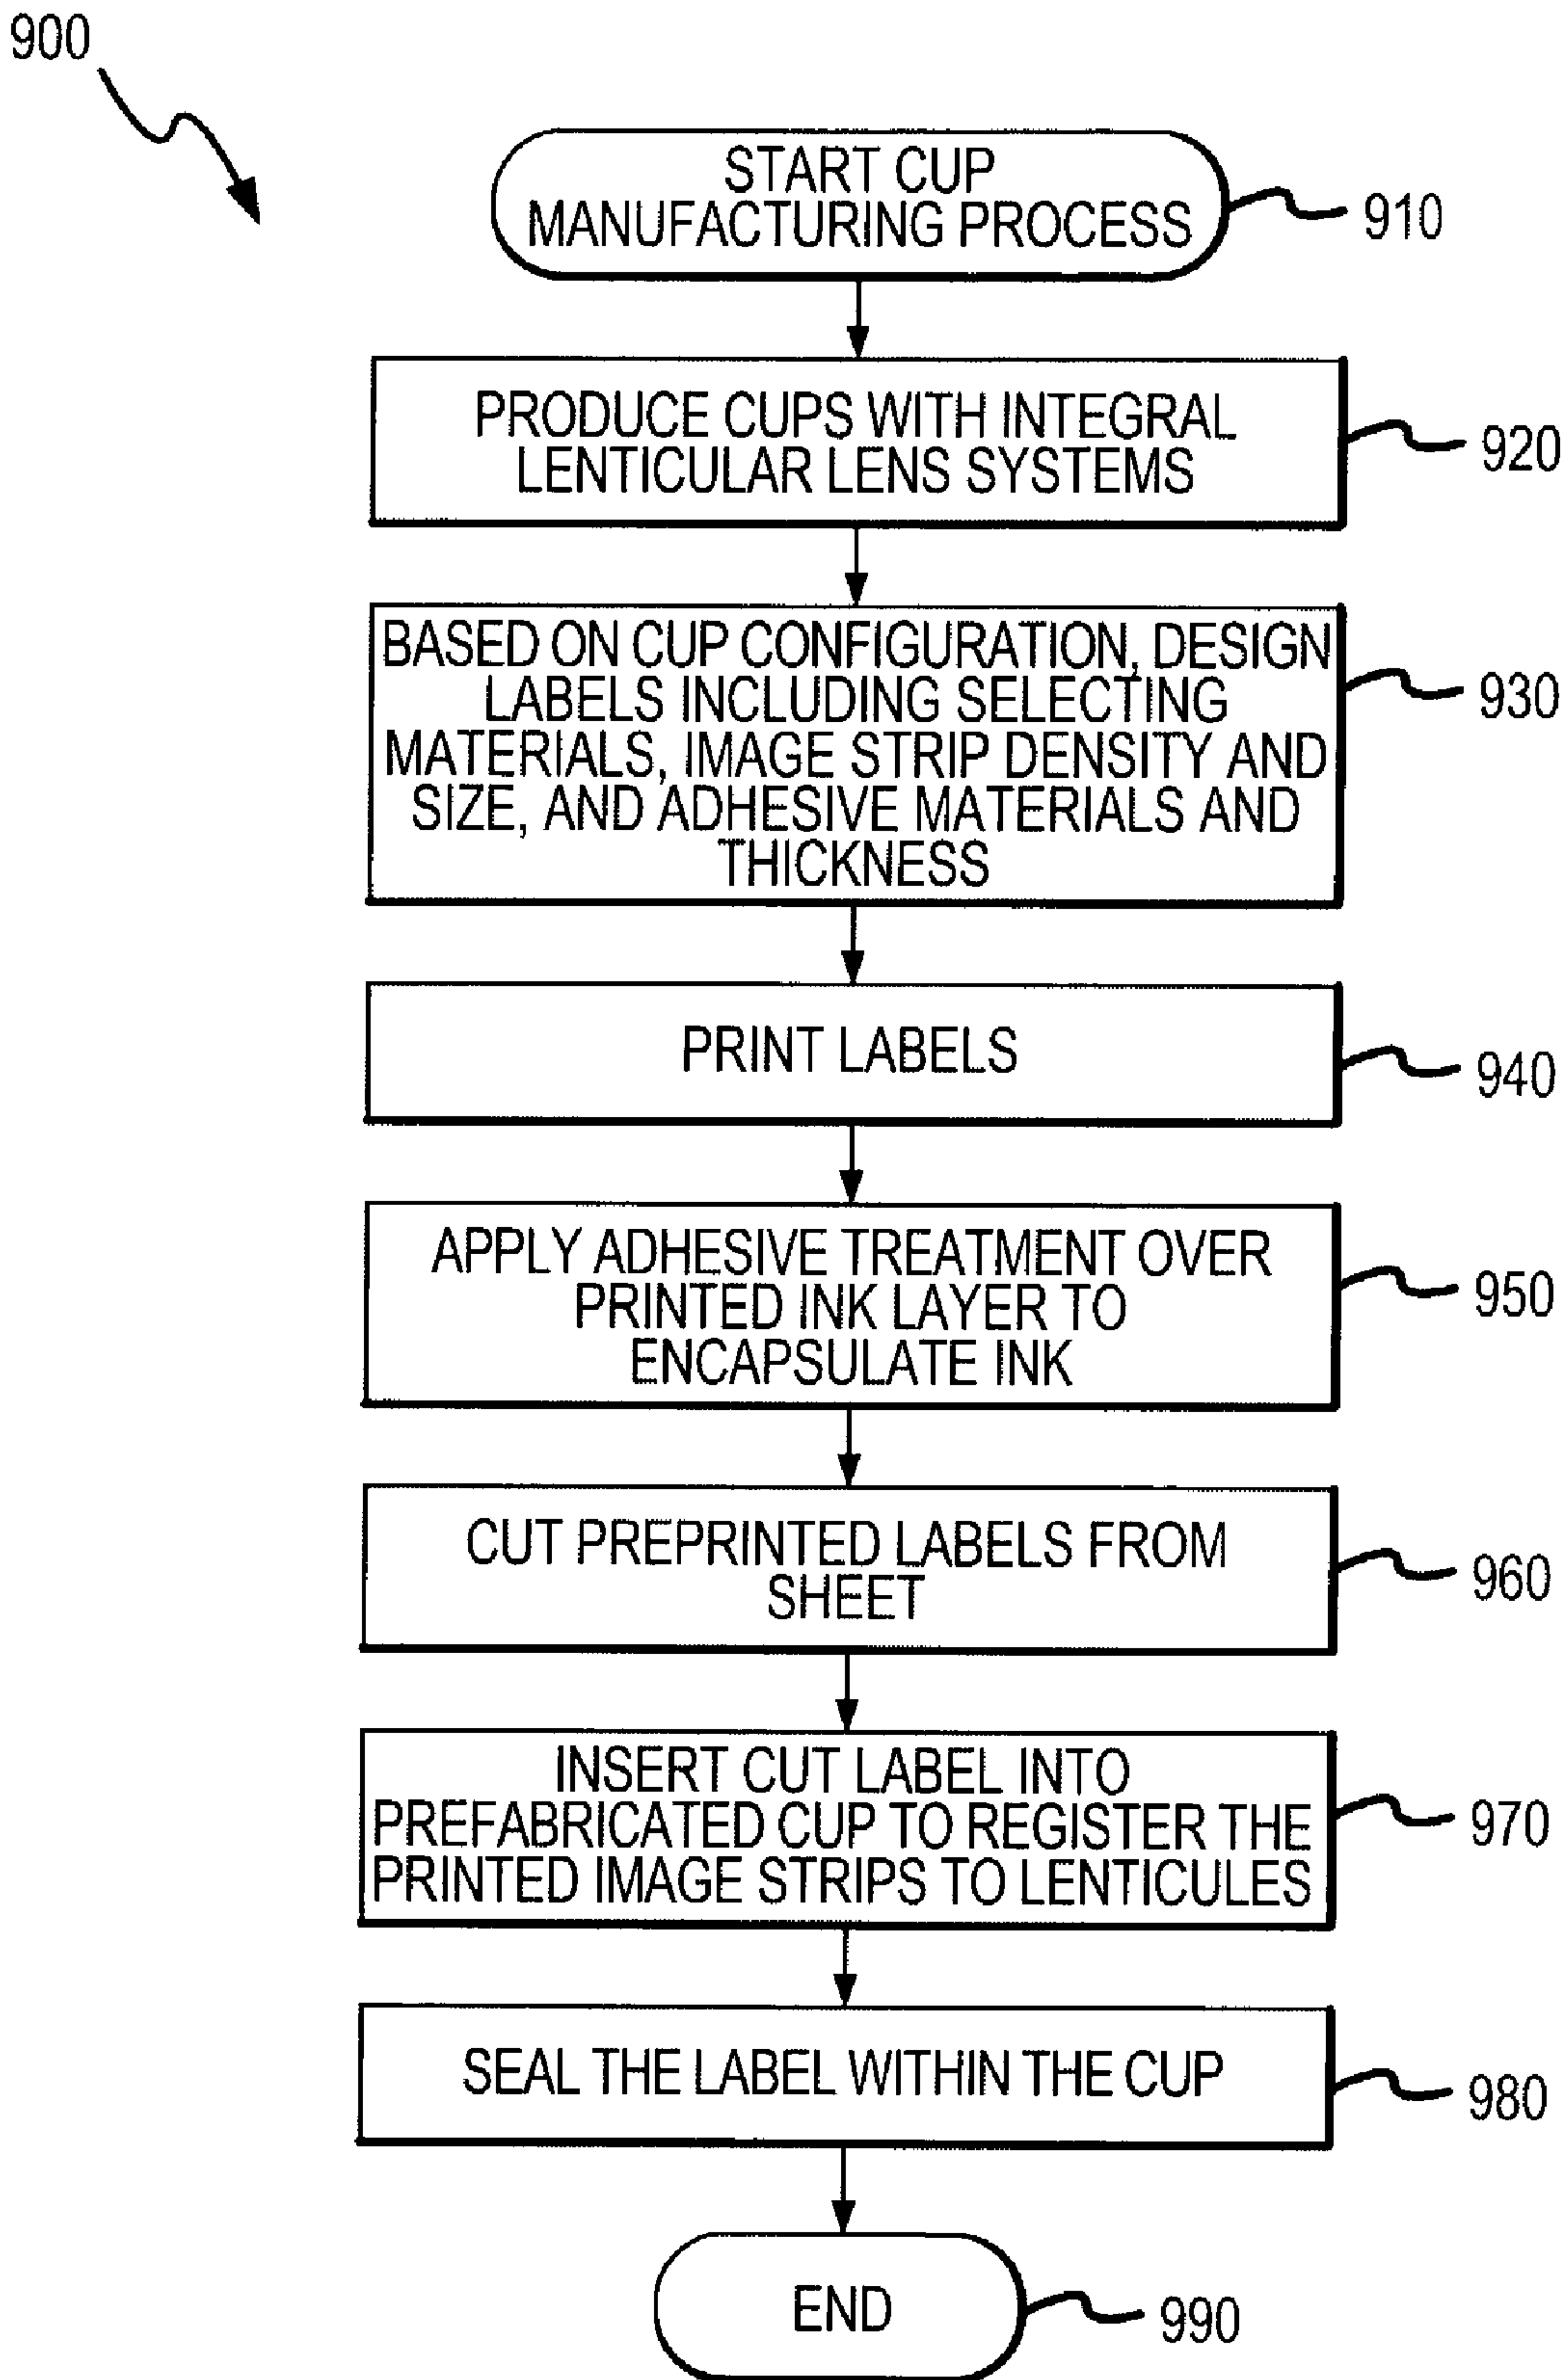 900
START CUP
MANUFACTURING PROCESS
910
PRODUCE CUPS WITH INTEGRAL
LENTICULAR LENS SYSTEMS
920
BASED ON CUP CONFIGURATION, DESIGN
LABELS INCLUDING SELECTING
MATERIALS, IMAGE STRIP DENSITY AND
SIZE, AND ADHESIVE MATERIALS AND
THICKNESS
930
PRINT LABELS
940
APPLY ADHESIVE TREATMENT OVER
PRINTED INK LAYER TO
ENCAPSULATE INK
950
CUT PREPRINTED LABELS FROM
SHEET
960
INSERT CUT LABEL INTO
PREFABRICATED CUP TO REGISTER THE
PRINTED IMAGE STRIPS TO LENTICULES
970
SEAL THE LABEL WITHIN THE CUP
980
END
990